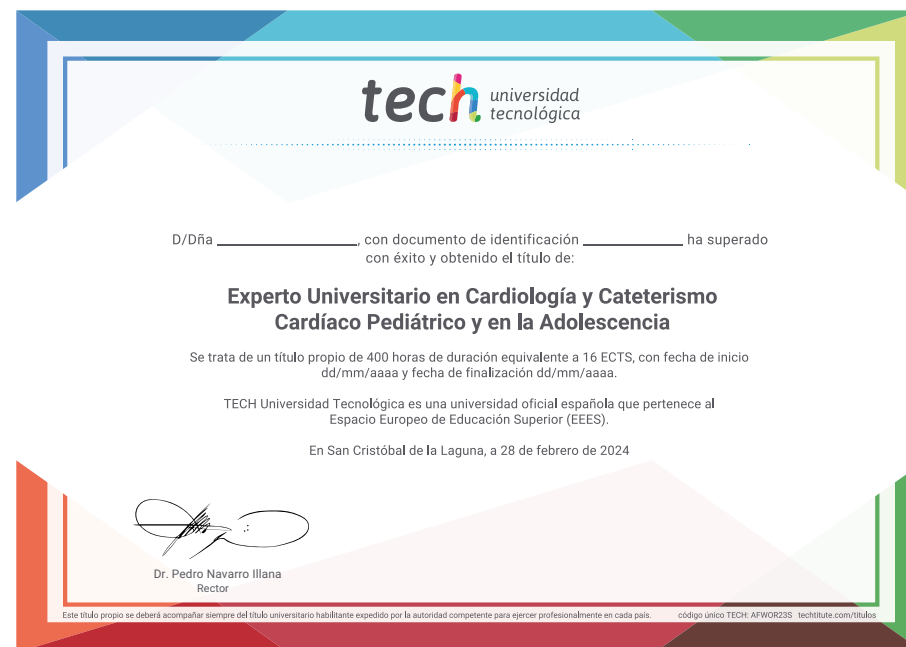 tech universidad
tecnológica
D/Dña ____________________, con documento de identificación ______________ ha superado
con éxito y obtenido el título de:
Experto Universitario en Cardiología y Cateterismo
Cardíaco Pediátrico y en la Adolescencia
Se trata de un título propio de 400 horas de duración equivalente a 16 ECTS, con fecha de inicio
dd/mm/aaaa y fecha de finalización dd/mm/aaaa.
TECH Universidad Tecnológica es una universidad oficial española que pertenece al
Espacio Europeo de Educación Superior (EEES).
En San Cristóbal de la Laguna, a 28 de febrero de 2024
Dr. Pedro Navarro Illana
Rector
Este título propio se deberá acompañar siempre del título universitario habilitante expedido por la autoridad competente para ejercer profesionalmente en cada país. código único TECH: AFWOR23S techtitute.com/titulos